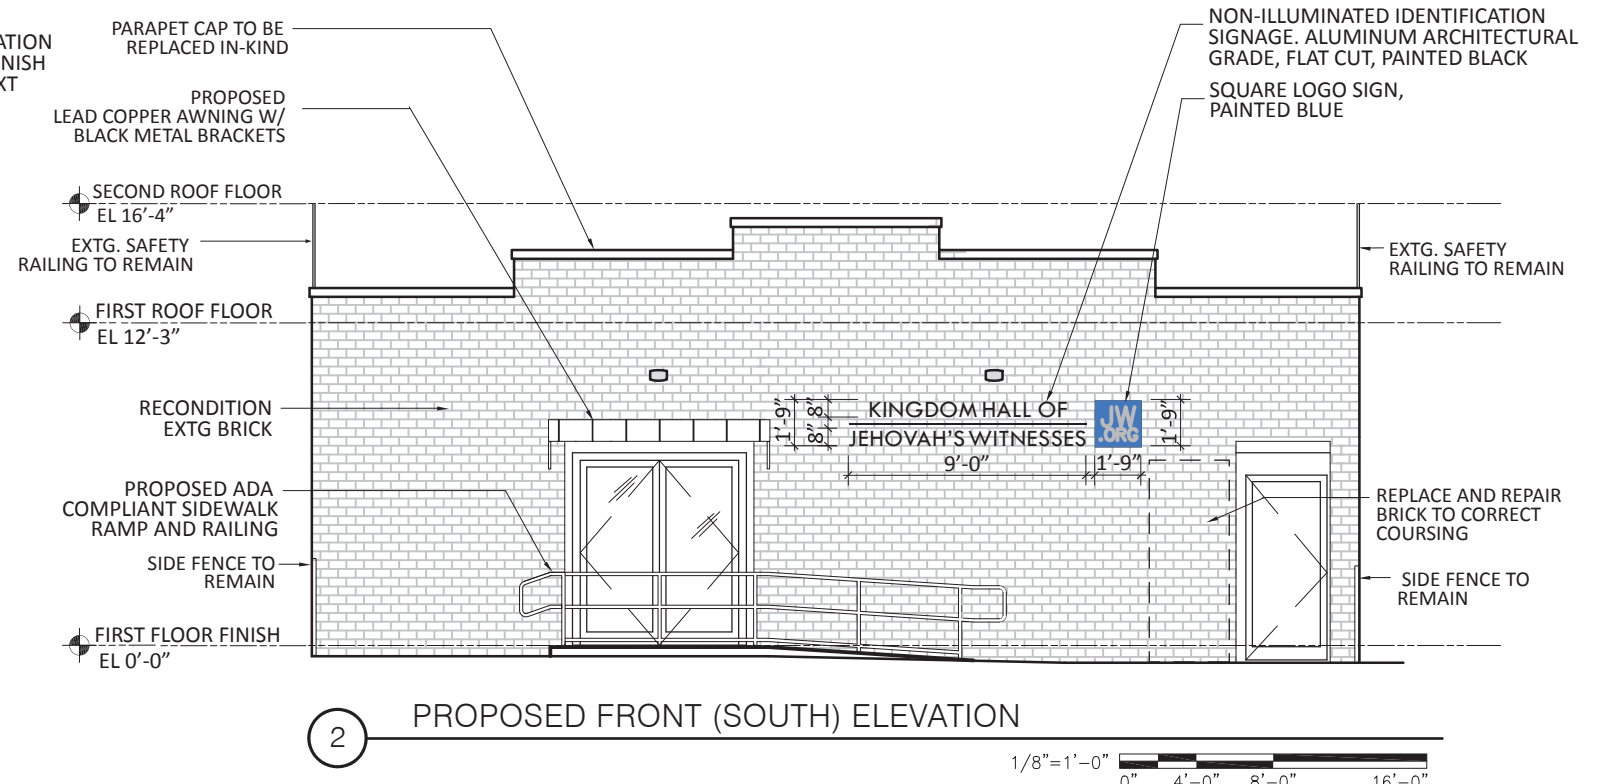 ATION
NISH
XT
PARAPET CAP TO BE
REPLACED IN-KIND
PROPOSED
LEAD COPPER AWNING W/
BLACK METAL BRACKETS
NON-ILLUMINATED IDENTIFICATION
SIGNAGE. ALUMINUM ARCHITECTURAL
GRADE, FLAT CUT, PAINTED BLACK
SQUARE LOGO SIGN,
PAINTED BLUE
SECOND ROOF FLOOR
EL 16'-4"
EXTG. SAFETY
RAILING TO REMAIN
EXTG. SAFETY
RAILING TO REMAIN
FIRST ROOF FLOOR
EL 12'-3"
RECONDITION
EXTG BRICK
1'-9"
8"
8"
KINGDOM HALL OF
JEHOVAH'S WITNESSES
JW
.ORG
1'-9"
9'-0"
1'-9"
PROPOSED ADA
COMPLIANT SIDEWALK
RAMP AND RAILING
REPLACE AND REPAIR
BRICK TO CORRECT
COURSING
SIDE FENCE TO
REMAIN
SIDE FENCE TO
REMAIN
FIRST FLOOR FINISH
EL 0'-0"
2
PROPOSED FRONT (SOUTH) ELEVATION
1/8"=1'-0"
0" 4'-0" 8'-0" 16'-0"